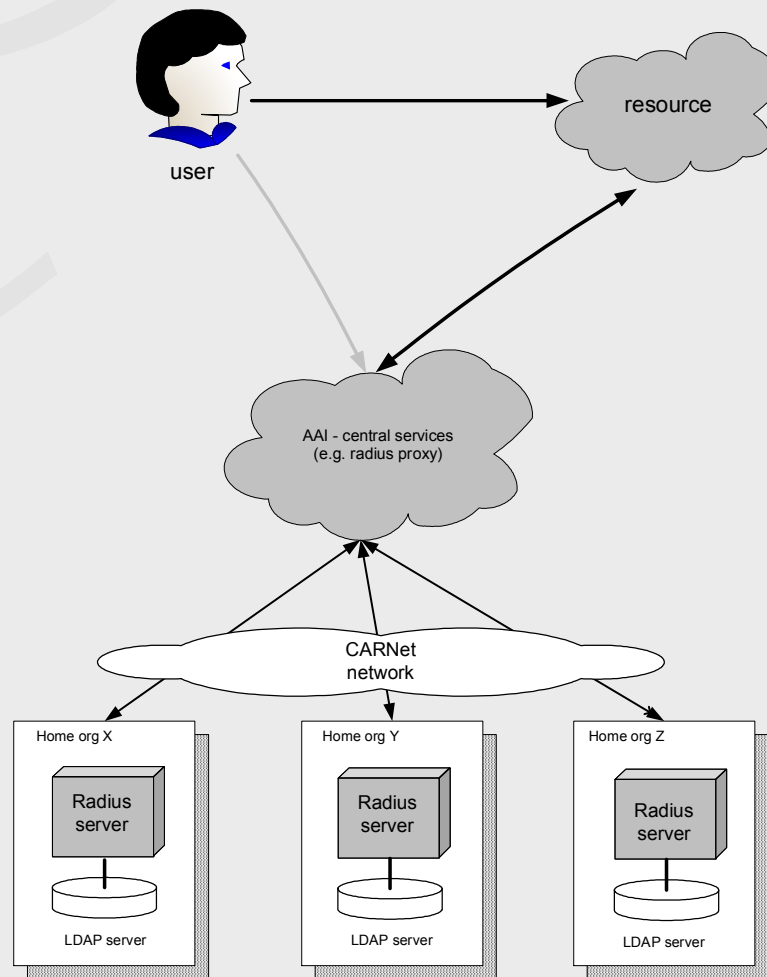 resource
user
AAI - central services
(e.g. radius proxy)
CARNet
network
Home org X
Home org Y
Home org Z
Radius
server
Radius
server
Radius
server
LDAP server
LDAP server
LDAP server